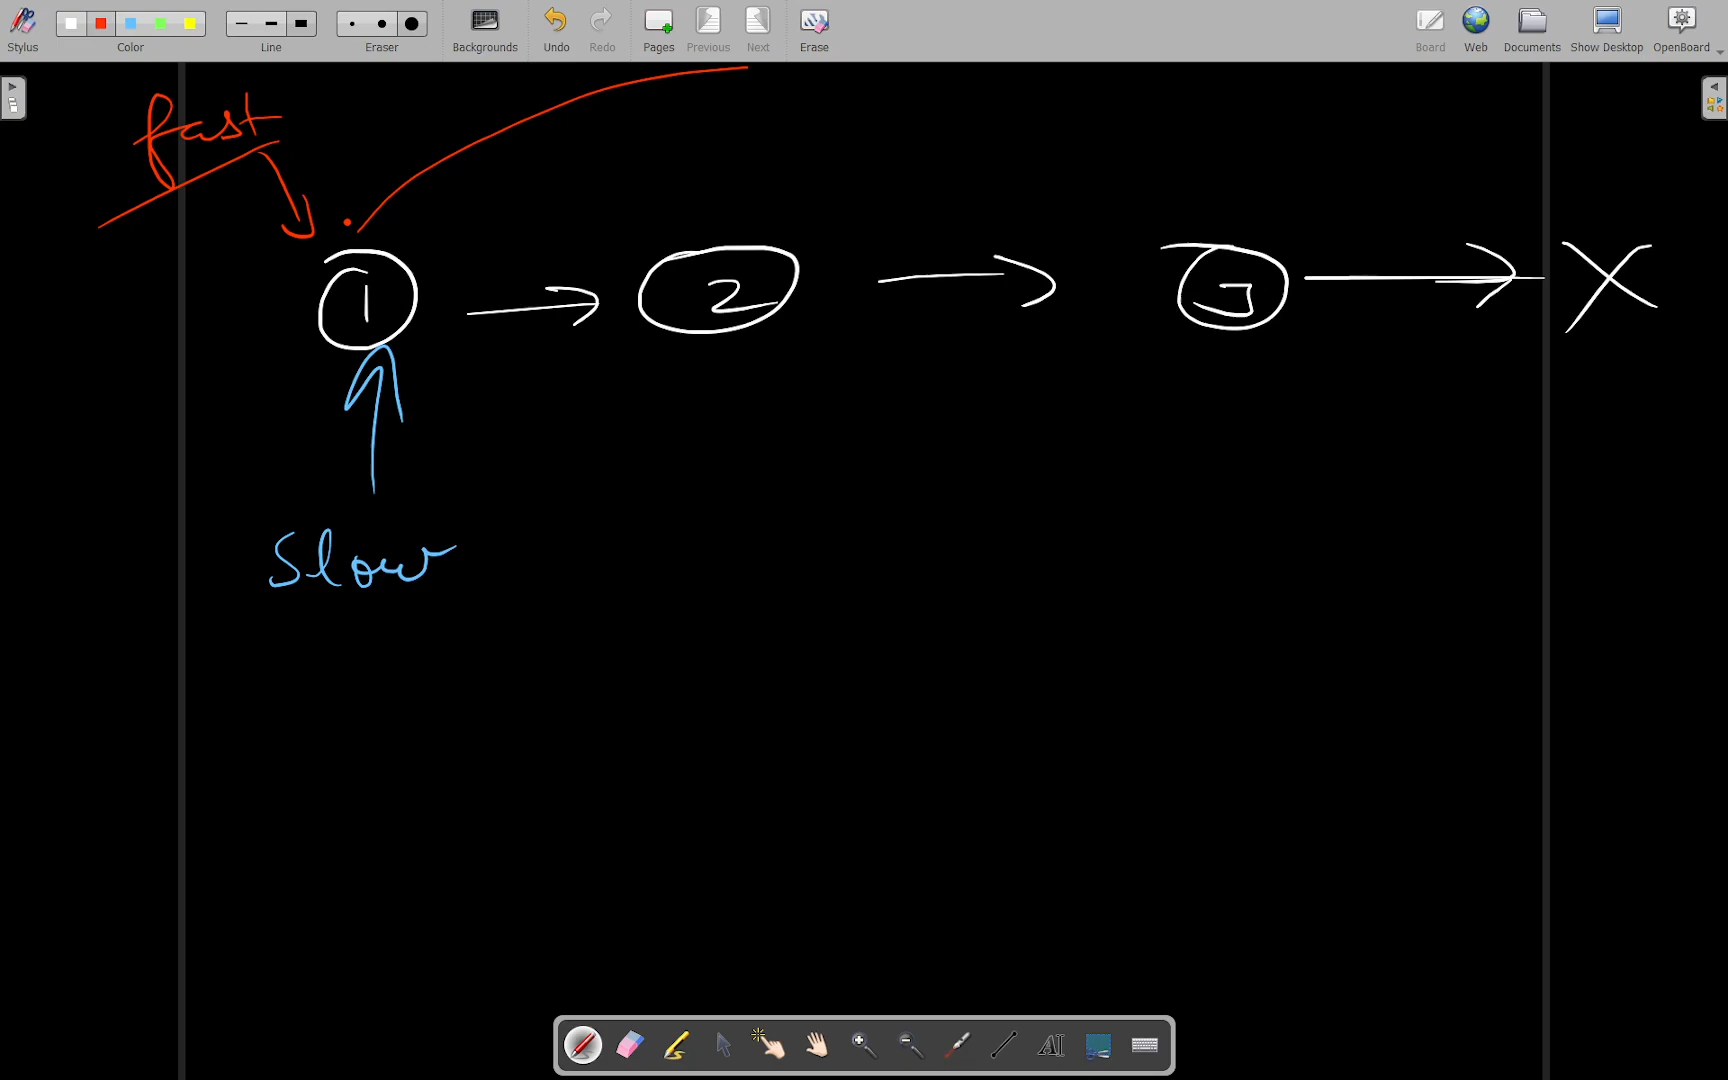 Stylus
Color
Line
Eraser
Backgrounds
Undo
Redo
Pages
Previous
Next
Erase
Board
Web
Documents
Show Desktop
OpenBoard
fast
1
2
3
X
Slow
AI